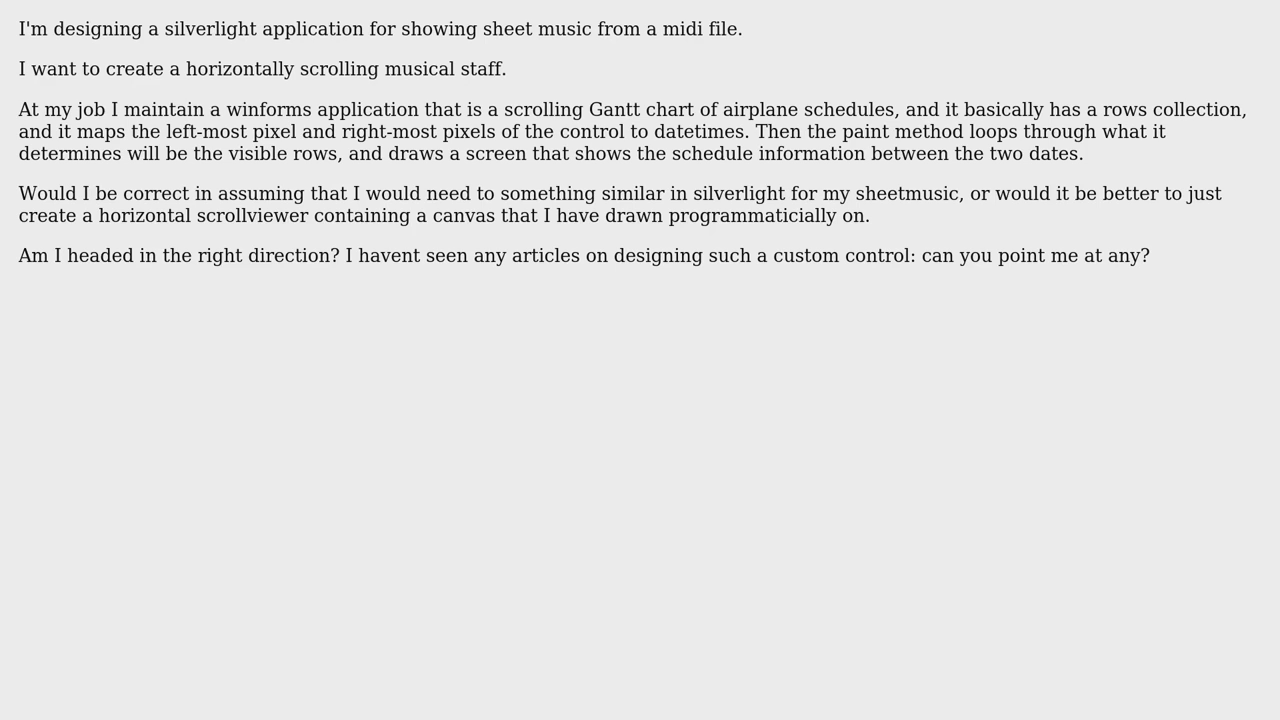 I'm designing a silverlight application for showing sheet music from a midi file.
I want to create a horizontally scrolling musical staff.
At my job I maintain a winforms application that is a scrolling Gantt chart of airplane schedules, and it basically has a rows collection,
and it maps the left-most pixel and right-most pixels of the control to datetimes. Then the paint method loops through what it
determines will be the visible rows, and draws a screen that shows the schedule information between the two dates.
Would I be correct in assuming that I would need to something similar in silverlight for my sheetmusic, or would it be better to just
create a horizontal scrollviewer containing a canvas that I have drawn programmaticially on.
Am I headed in the right direction? I havent seen any articles on designing such a custom control: can you point me at any?